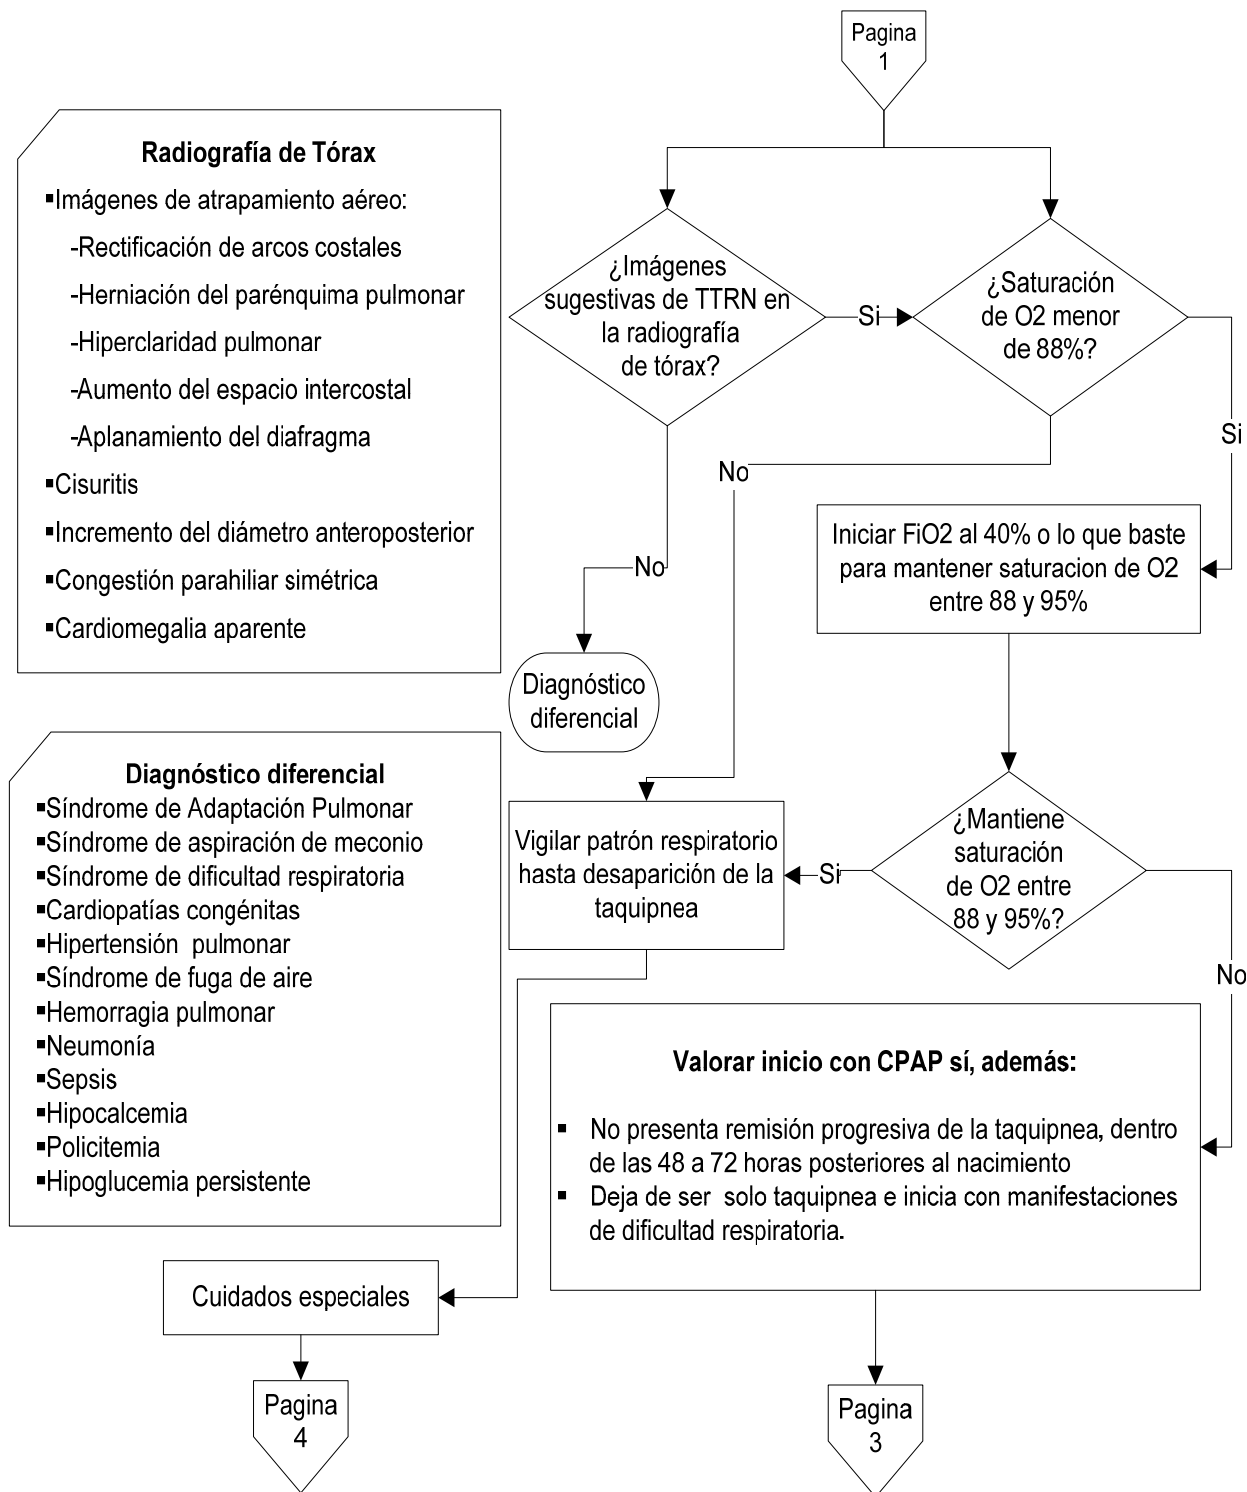 Pagina
1
Radiografía de Tórax
▪Imágenes de atrapamiento aéreo:
-Rectificación de arcos costales
-Herniación del parénquima pulmonar
-Hiperclaridad pulmonar
-Aumento del espacio intercostal
-Aplanamiento del diafragma
▪Cisuritis
▪Incremento del diámetro anteroposterior
▪Congestión parahiliar simétrica
▪Cardiomegalia aparente
¿Imágenes
sugestivas de TTRN en
la radiografía
de tórax?
Si
¿Saturación
de O2 menor
de 88%?
Si
No
No
Iniciar FiO2 al 40% o lo que baste
para mantener saturacion de O2
entre 88 y 95%
Diagnóstico
diferencial
Diagnóstico diferencial
▪Síndrome de Adaptación Pulmonar
▪Síndrome de aspiración de meconio
▪Síndrome de dificultad respiratoria
▪Cardiopatías congénitas
▪Hipertensión pulmonar
▪Síndrome de fuga de aire
▪Hemorragia pulmonar
▪Neumonía
▪Sepsis
▪Hipocalcemia
▪Policitemia
▪Hipoglucemia persistente
Vigilar patrón respiratorio
hasta desaparición de la
taquipnea
Si
¿Mantiene
saturación
de O2 entre
88 y 95%?
No
Valorar inicio con CPAP sí, además:
▪ No presenta remisión progresiva de la taquipnea, dentro
de las 48 a 72 horas posteriores al nacimiento
▪ Deja de ser solo taquipnea e inicia con manifestaciones
de dificultad respiratoria.
Cuidados especiales
Pagina
4
Pagina
3